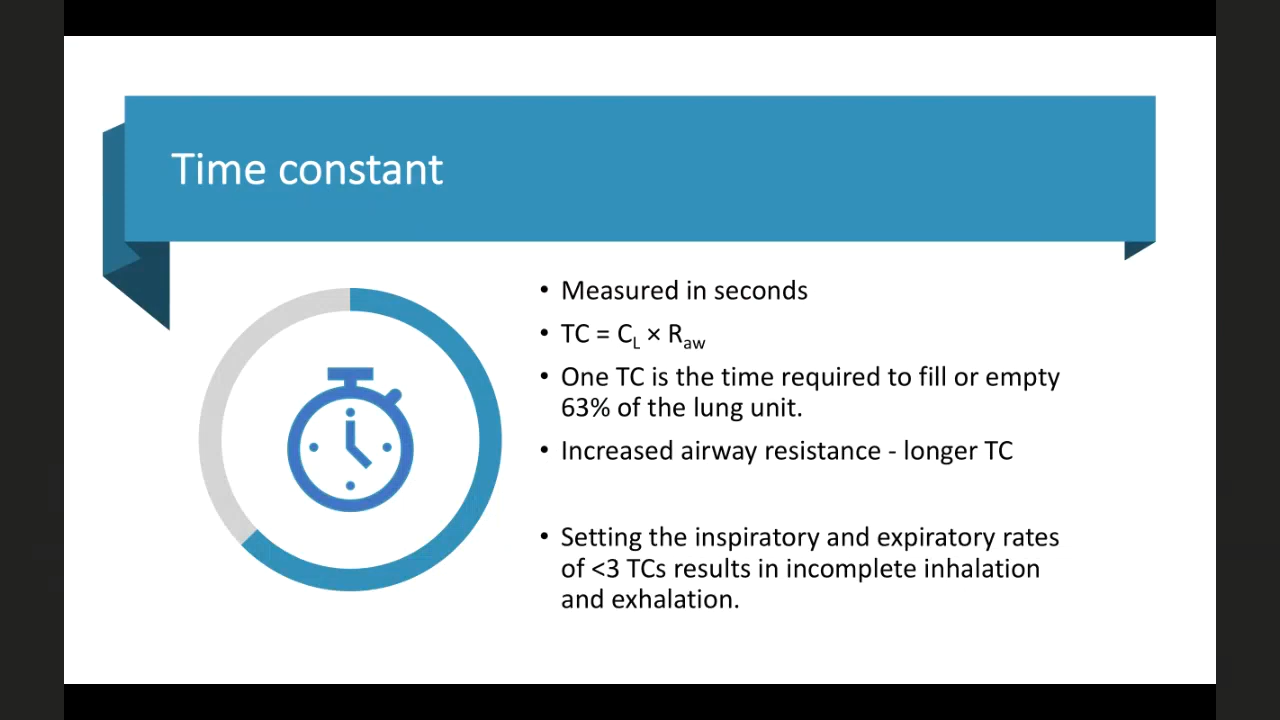 Time constant
• Measured in seconds
• TC = C_L × R_aw
• One TC is the time required to fill or empty
63% of the lung unit.
• Increased airway resistance - longer TC
• Setting the inspiratory and expiratory rates
of <3 TCs results in incomplete inhalation
and exhalation.